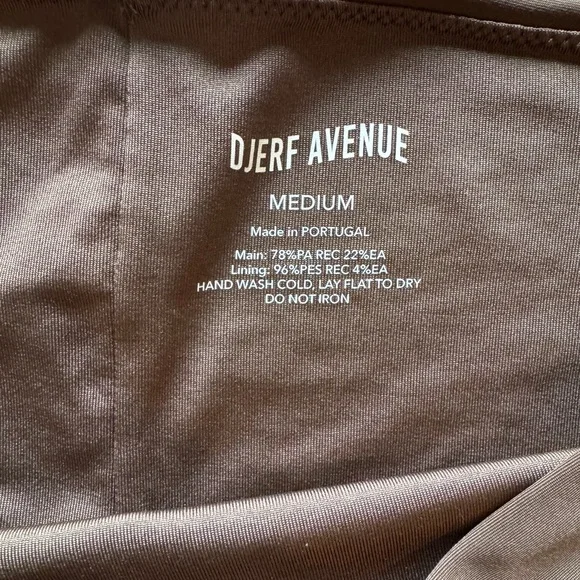 DJERF AVENUE
MEDIUM
Made in PORTUGAL
Main: 78%PA REC 22%EA
Lining: 96%PES REC 4%EA
HAND WASH COLD, LAY FLAT TO DRY
DO NOT IRON